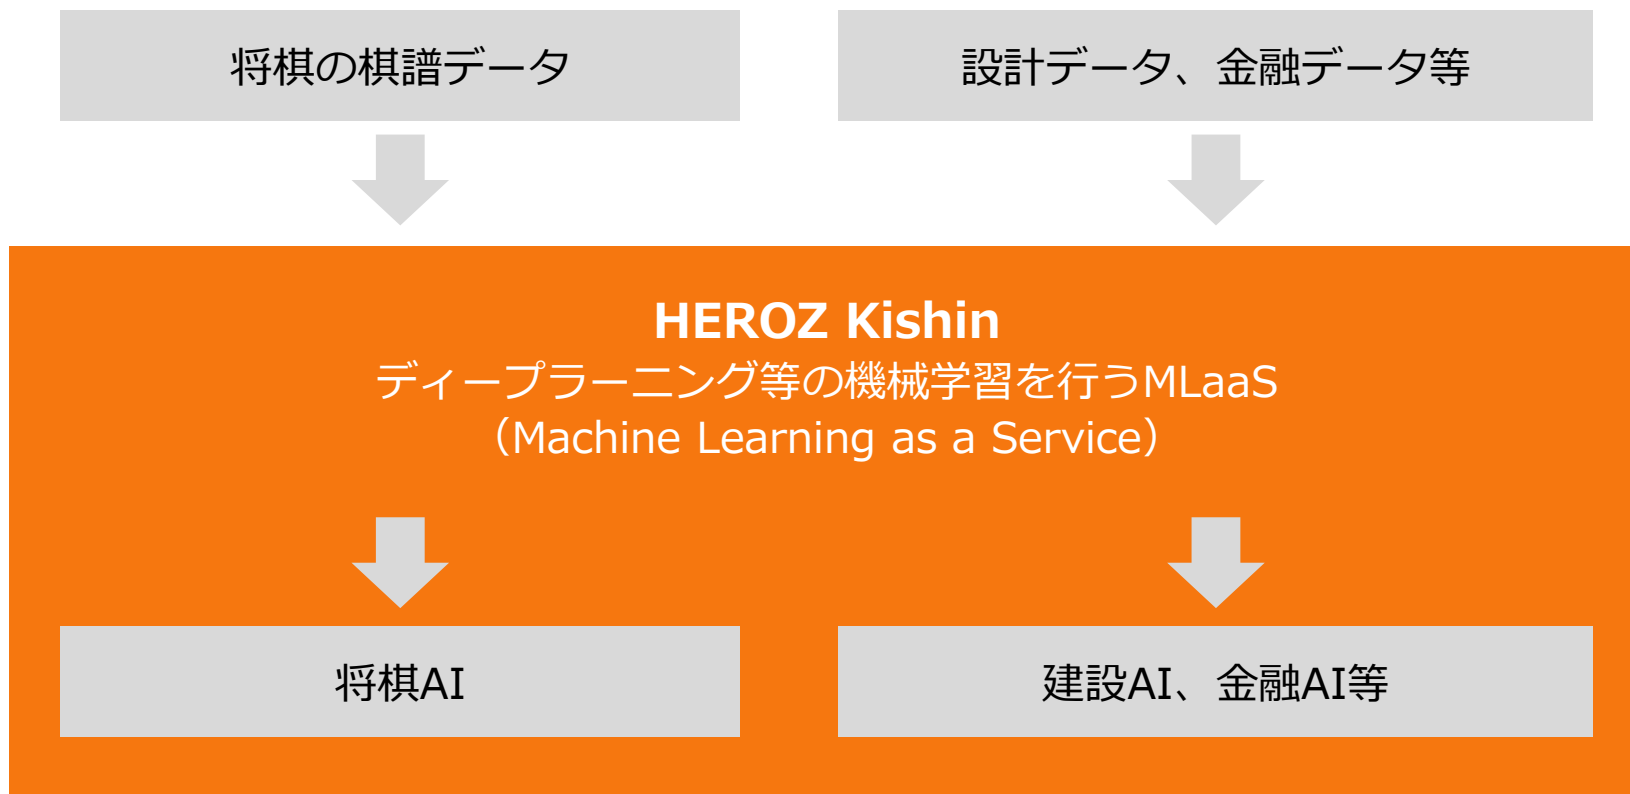 将棋の棋譜データ
設計データ、金融データ等
HEROZ Kishin
ディープラーニング等の機械学習を行うMLaaS
（Machine Learning as a Service）
将棋AI
建設AI、金融AI等